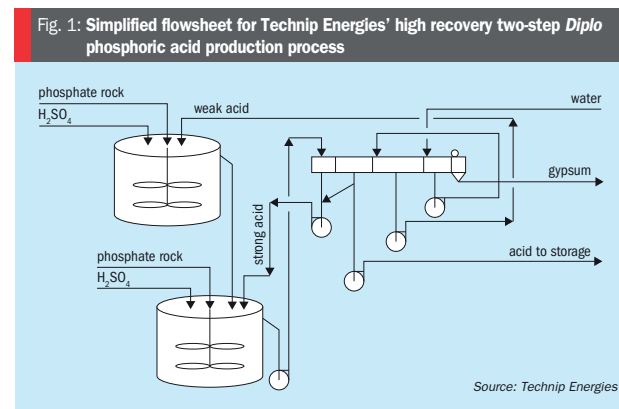 Fig. 1: Simplified flowsheet for Technip Energies' high recovery two-step Diplo
phosphoric acid production process
phosphate rock
H₂SO₄
weak acid
water
gypsum
strong acid
acid to storage
phosphate rock
H₂SO₄
Source: Technip Energies